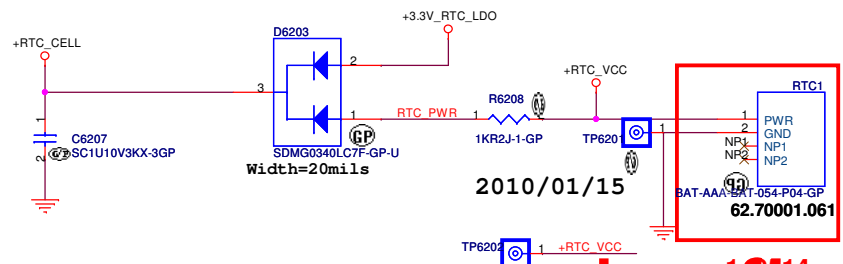 +3.3V_RTC_LDO
+RTC_CELL
D6203
2
3
+RTC_VCC
RTC1
R6208
1
RTC_PWR
1
1
PWR
2
GND
NP1
NP1
NP2
NP2
1
C6207
2
SC1U10V3KX-3GP
GP
SDMG0340LC7F-GP-U
1KR2J-1-GP
TP6201
1
Width=20mils
2010/01/15
BAT-AAA-BAT-054-P04-GP
62.70001.061
TP6202
1
+RTC_VCC